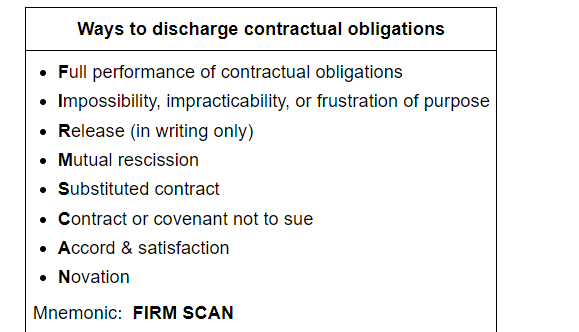 Ways to discharge contractual obligations
• Full performance of contractual obligations
• Impossibility, impracticability, or frustration of purpose
• Release (in writing only)
• Mutual rescission
• Substituted contract
• Contract or covenant not to sue
• Accord & satisfaction
• Novation
Mnemonic: FIRM SCAN